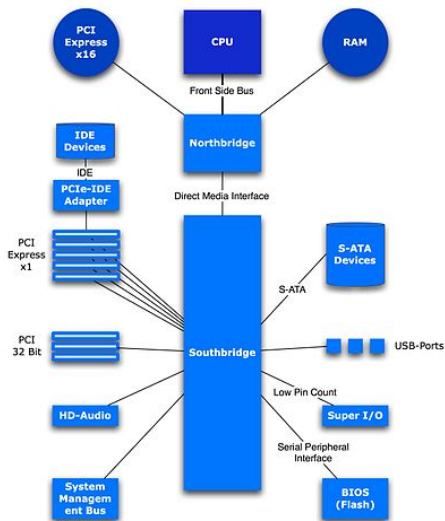 PCI
Express
x16
CPU
RAM
Front Side Bus
IDE
Devices
Northbridge
IDE
PCIe-IDE
Adapter
Direct Media Interface
PCI
Express
x1
S-ATA
Devices
S-ATA
PCI
32 Bit
Southbridge
USB-Ports
Low Pin Count
HD-Audio
Super I/O
Serial Peripheral
Interface
System
Managem
ent Bus
BIOS
(Flash)